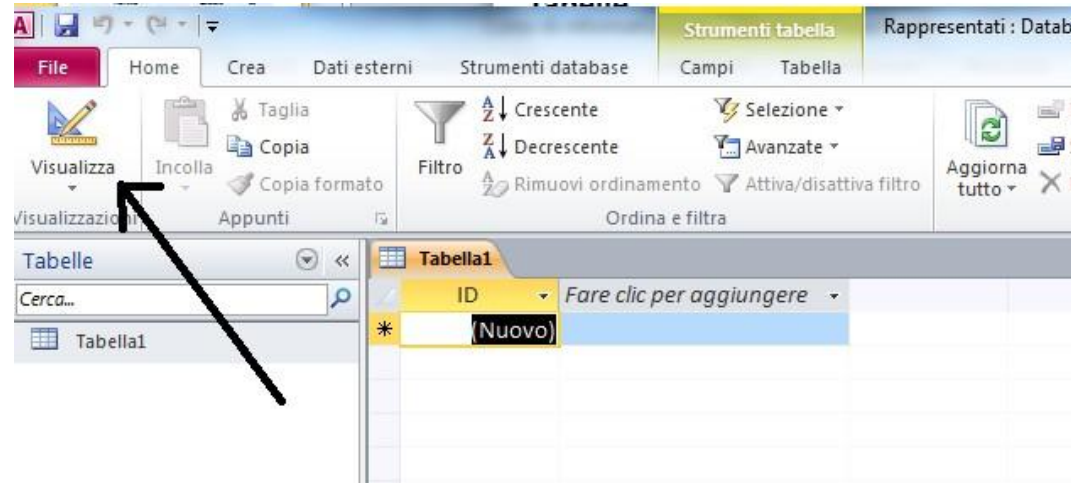 A
Strumenti tabella
Rappresentati : Datab
File Home Crea Dati esterni Strumenti database Campi Tabella
Visualizza
Visualizzazioni
Incolla
Taglia
Copia
Copia formato
Appunti
Filtro
Crescente
Decrescente
Rimuovi ordinamento
Selezione
Avanzate
Attiva/disattiva filtro
Ordina e filtra
Aggiorna
tutto
Tabelle
Cerca...
Tabella1
Tabella1
ID Fare clic per aggiungere
(Nuovo)